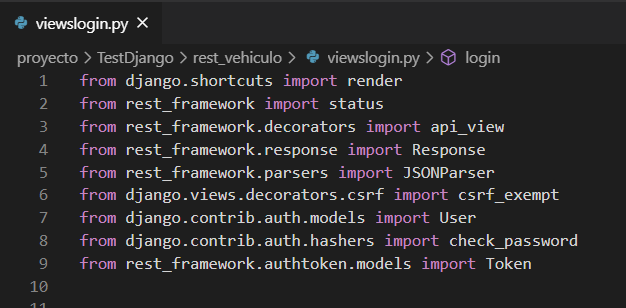 viewslogin.py ×
proyecto > TestDjango > rest_vehiculo > viewslogin.py > login
1 from django.shortcuts import render
2 from rest_framework import status
3 from rest_framework.decorators import api_view
4 from rest_framework.response import Response
5 from rest_framework.parsers import JSONParser
6 from django.views.decorators.csrf import csrf_exempt
7 from django.contrib.auth.models import User
8 from django.contrib.auth.hashers import check_password
9 from rest_framework.authtoken.models import Token
10